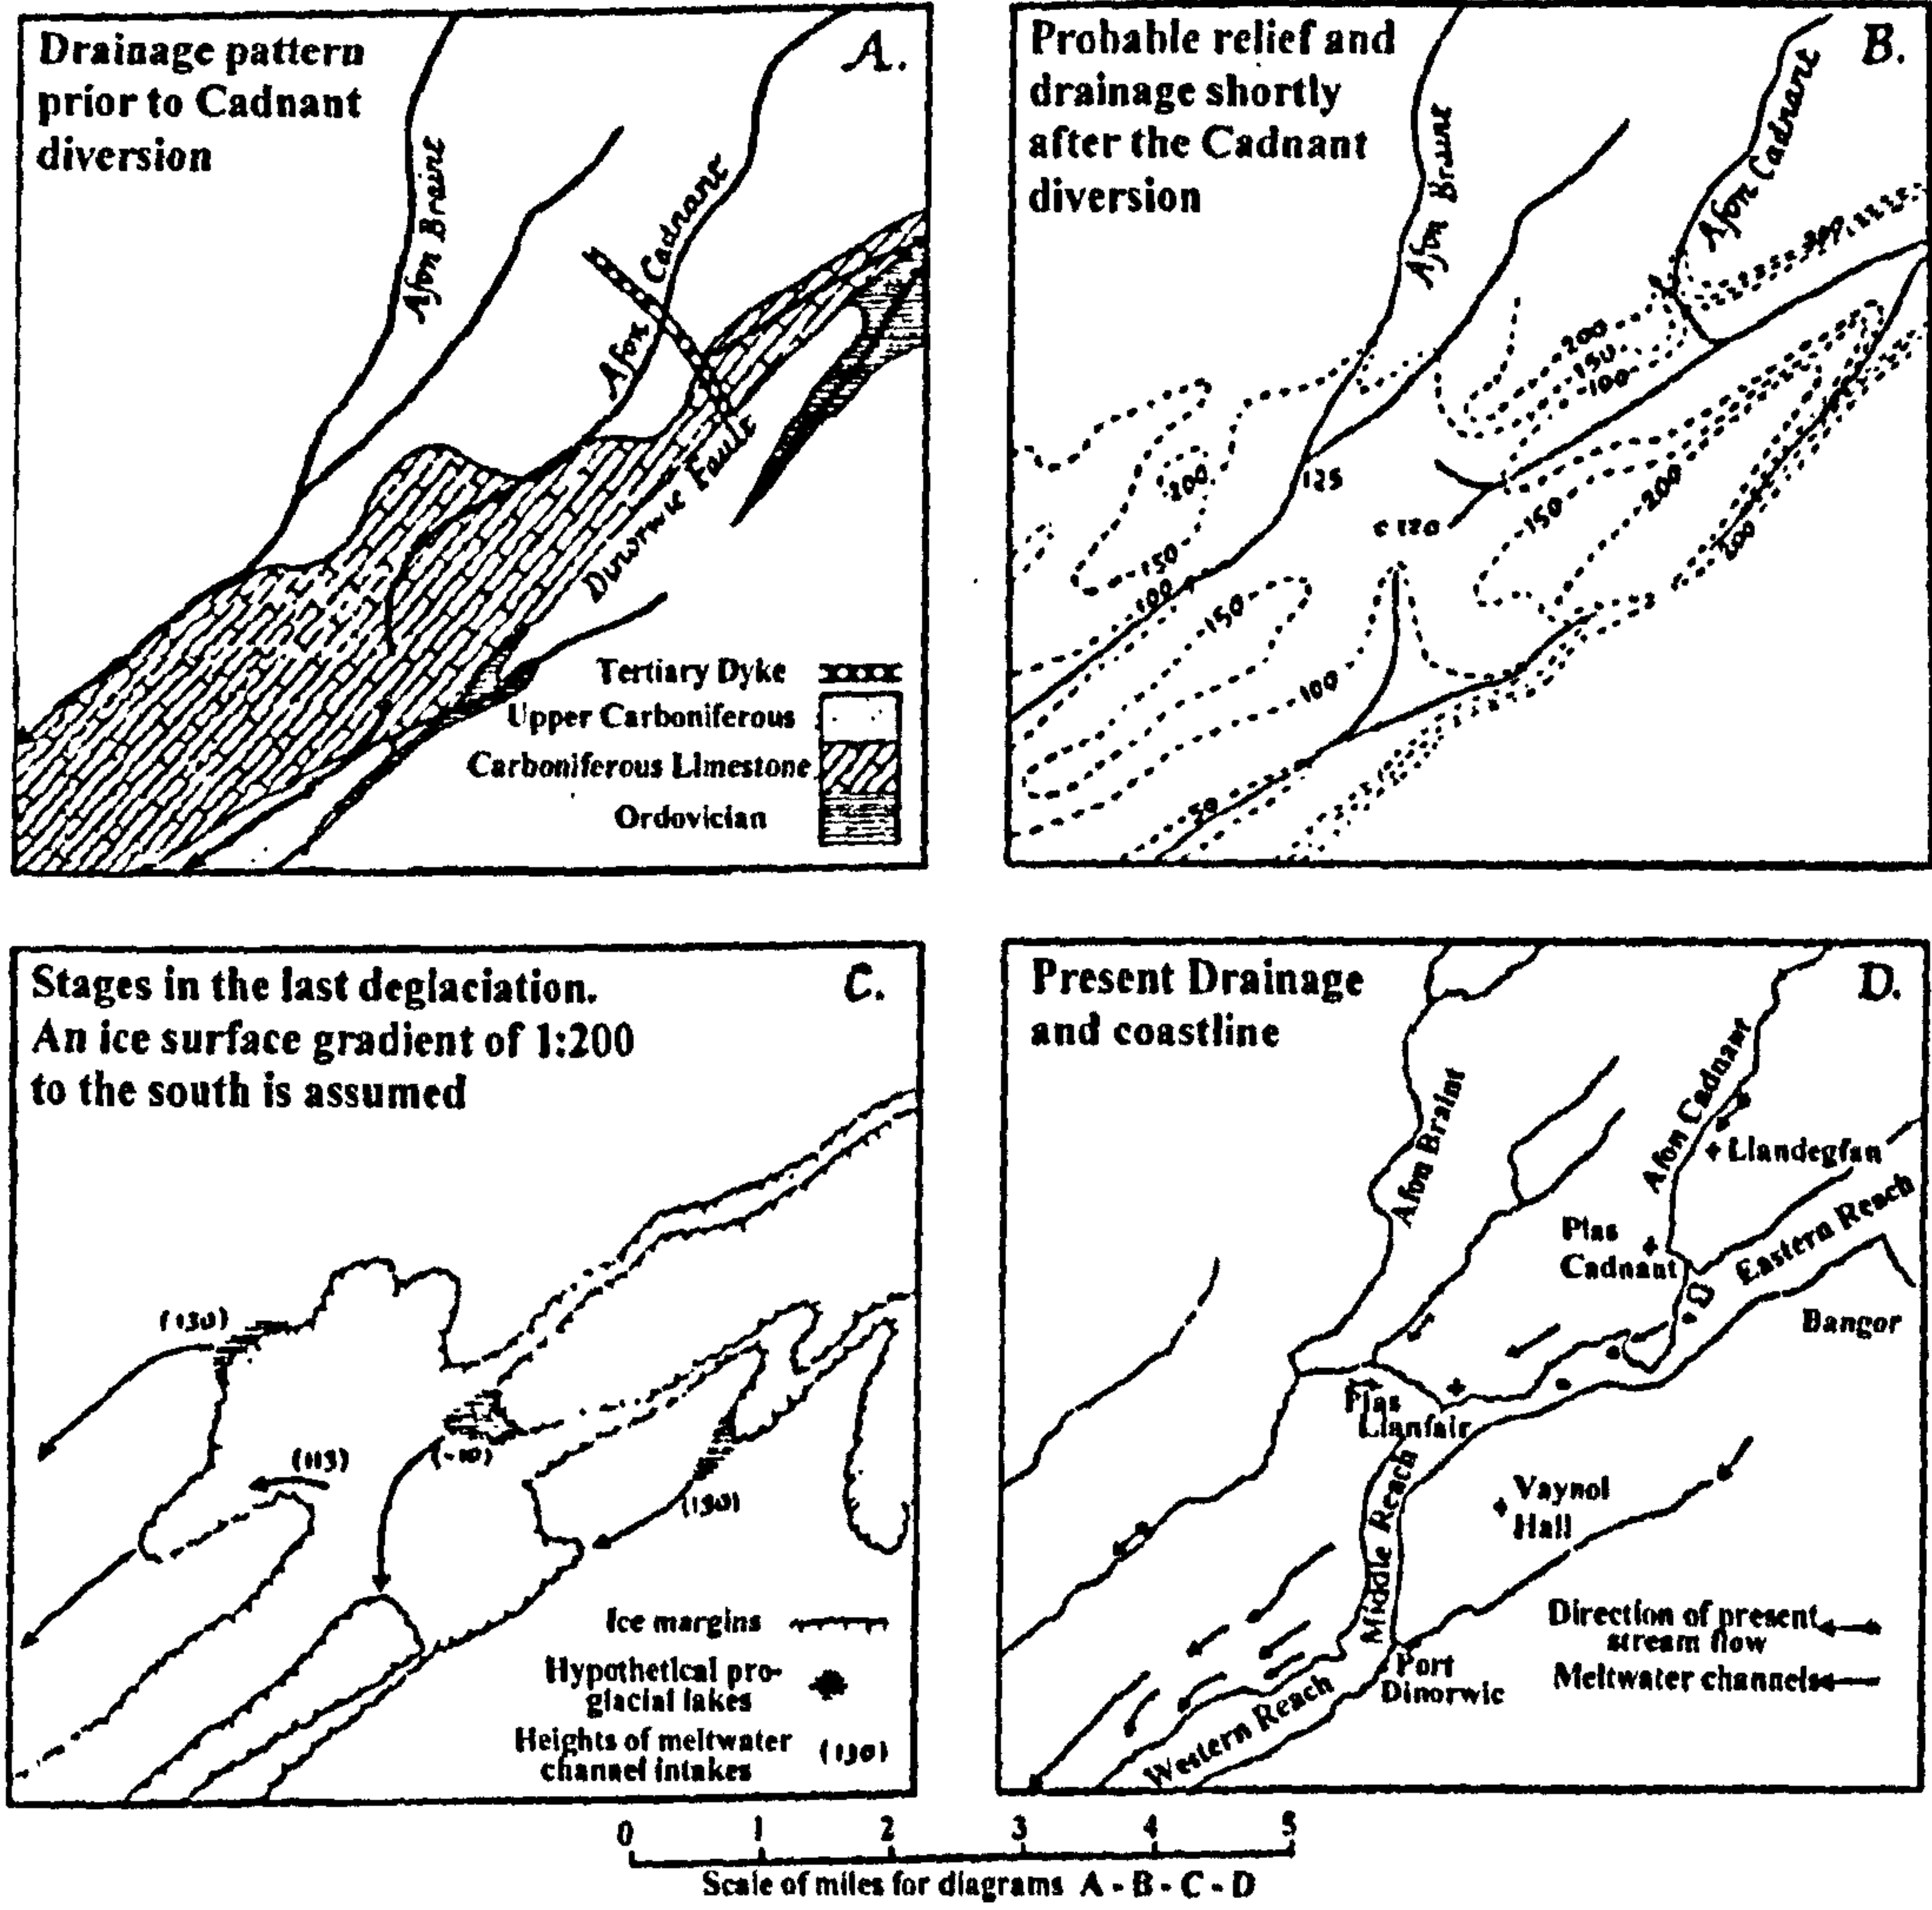 Drainage pattern
prior to Cadnant
diversion
A.
Afon Braint
Afon Cadnant
Dinorwic Fault
Tertiary Dyke
Upper Carboniferous
Carboniferous Limestone
Ordovician
Probable relief and
drainage shortly
after the Cadnant
diversion
B.
Afon Braint
Afon Cadnant
200
150
100
200
125
150
200
200
150
100
150
100
50
Stages in the last deglaciation.
An ice surface gradient of 1:200
to the south is assumed
C.
(130)
(113)
(130)
Ice margins
Hypothetical pro-
glacial lakes
Heights of meltwater
channel intakes
(130)
Present Drainage
and coastline
D.
Afon Braint
Afon Cadnant
Llandegfan
Plas
Cadnant
Eastern Reach
Bangor
Plas
Llanfair
Middle Reach
Vaynol
Hall
Direction of present
stream flow
Meltwater channels
Port
Dinorwic
Western Reach
0 1 2 3 4 5
Scale of miles for diagrams A - B - C - D